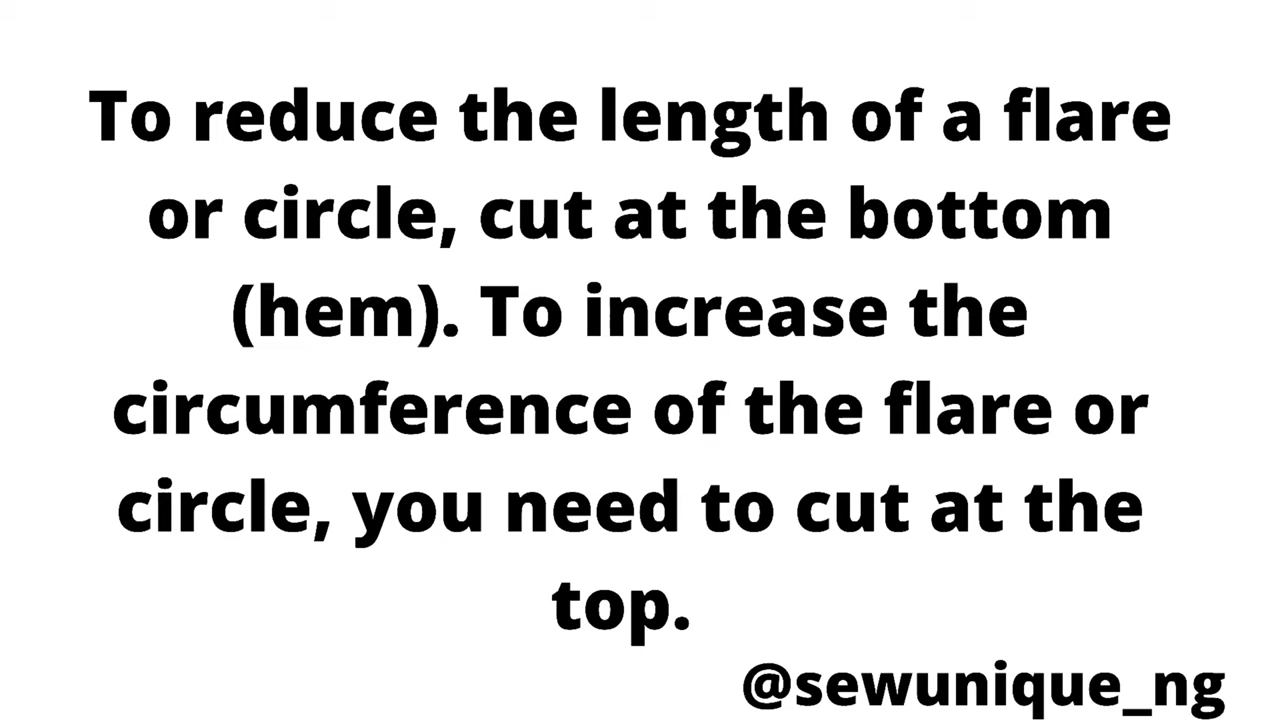 To reduce the length of a flare
or circle, cut at the bottom
(hem). To increase the
circumference of the flare or
circle, you need to cut at the
top.
@sewunique_ng